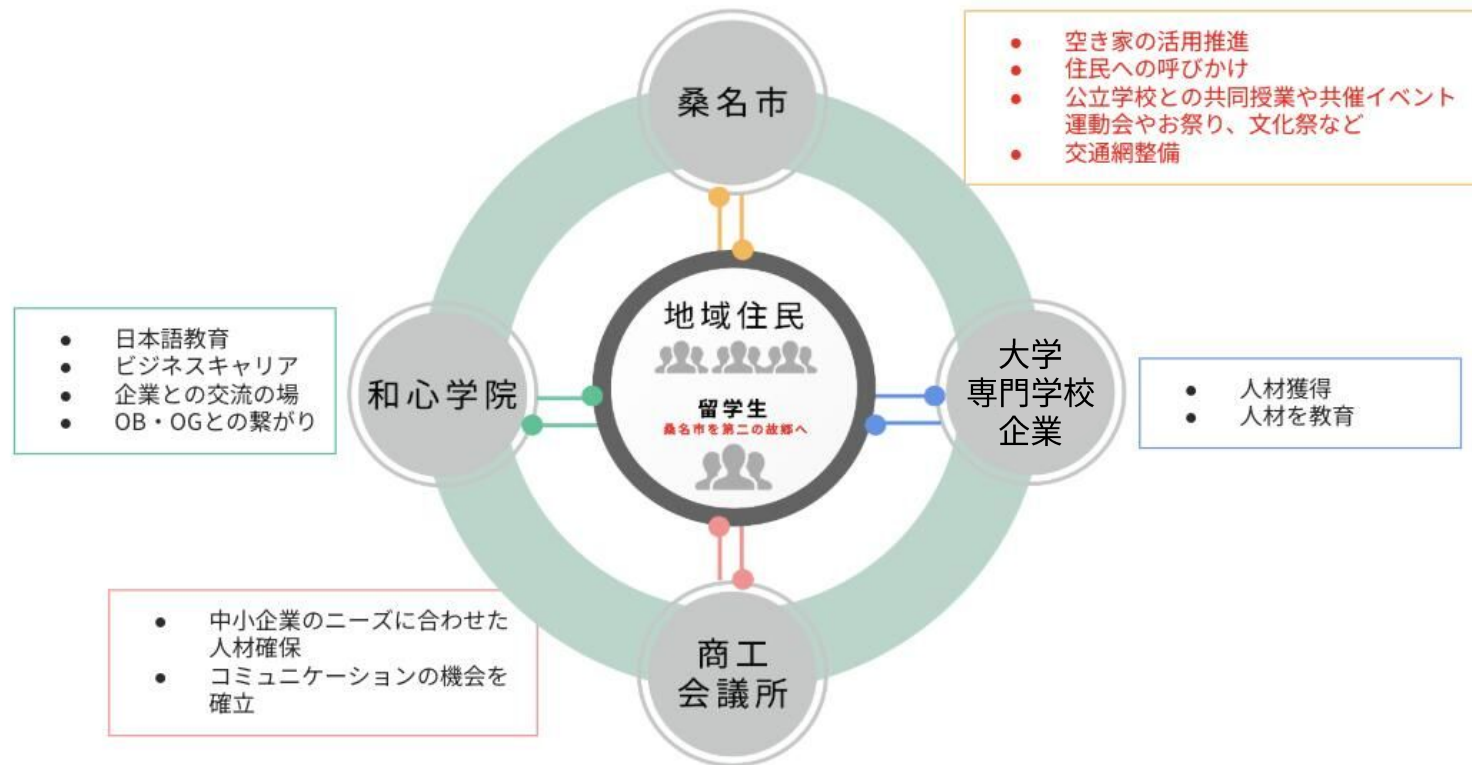 桑名市
● 空き家の活用推進
● 住民への呼びかけ
● 公立学校との共同授業や共催イベント
運動会やお祭り、文化祭など
● 交通網整備
地域住民
留学生
桑名市を第二の故郷へ
和心学院
● 日本語教育
● ビジネスキャリア
● 企業との交流の場
● OB・OGとの繋がり
大学
専門学校
企業
● 人材獲得
● 人材を教育
商工
会議所
● 中小企業のニーズに合わせた
人材確保
● コミュニケーションの機会を
確立